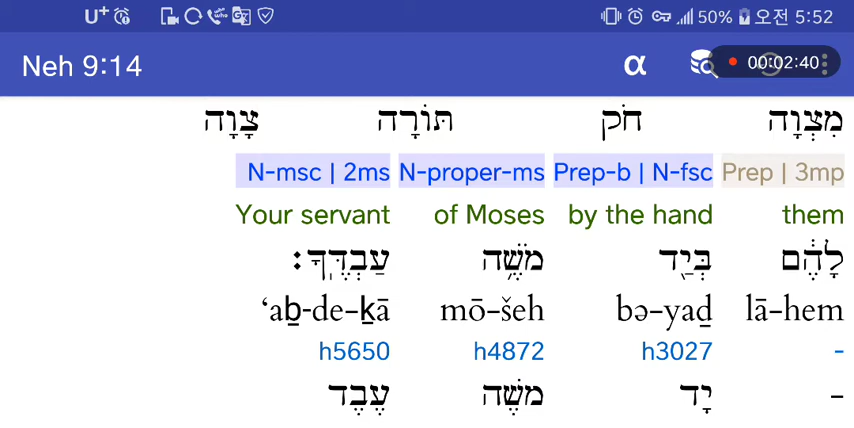 U+ 50% 오전 5:52
Neh 9:14 α 00:02:40
מִצְוָה חֹק תּוֹרָה צָוָה
Prep | 3mp Prep-b | N-fsc N-proper-ms N-msc | 2ms
them by the hand of Moses Your servant
לָהֶ֔ם בְּיַ֖ד מֹשֶׁ֥ה עַבְדֶּֽךָ׃
lā-hem bə-yaḏ mō-šeh ‘aḇ-de-ḵā
- h3027 h4872 h5650
- יָד מֹשֶׁה עֶבֶד